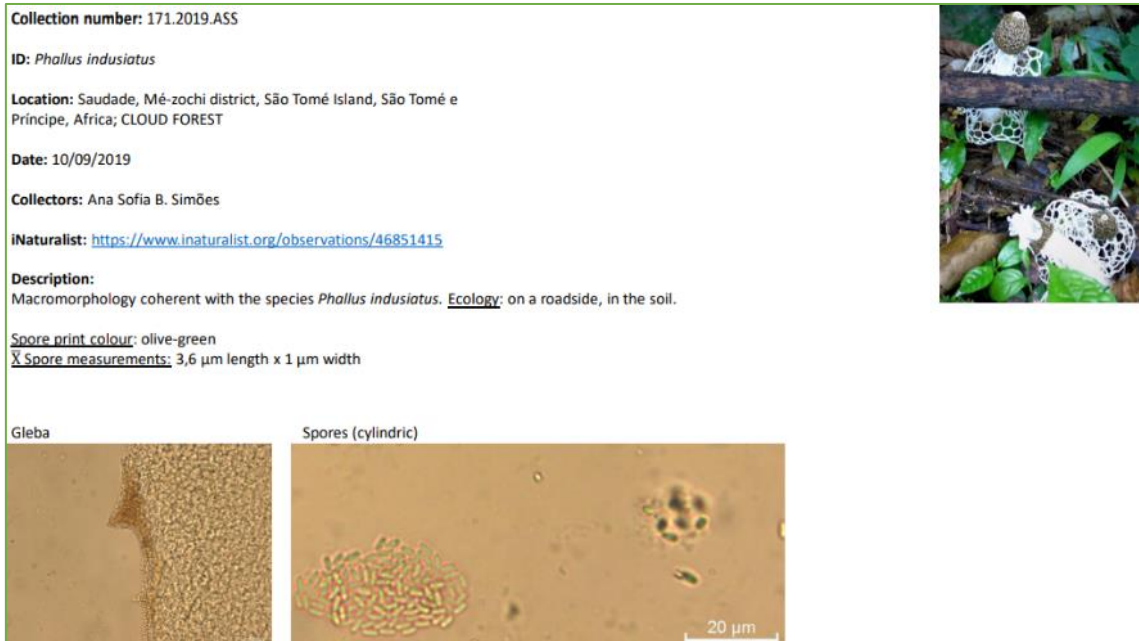 Collection number: 171.2019.ASS
ID: Phallus indusiatus
Location: Saudade, Mé-zochi district, São Tomé Island, São Tomé e
Príncipe, Africa; CLOUD FOREST
Date: 10/09/2019
Collectors: Ana Sofia B. Simões
iNaturalist: https://www.inaturalist.org/observations/46851415
Description:
Macromorphology coherent with the species Phallus indusiatus. Ecology: on a roadside, in the soil.
Spore print colour: olive-green
X̅ Spore measurements: 3,6 µm length x 1 µm width
Gleba
Spores (cylindric)
20 µm